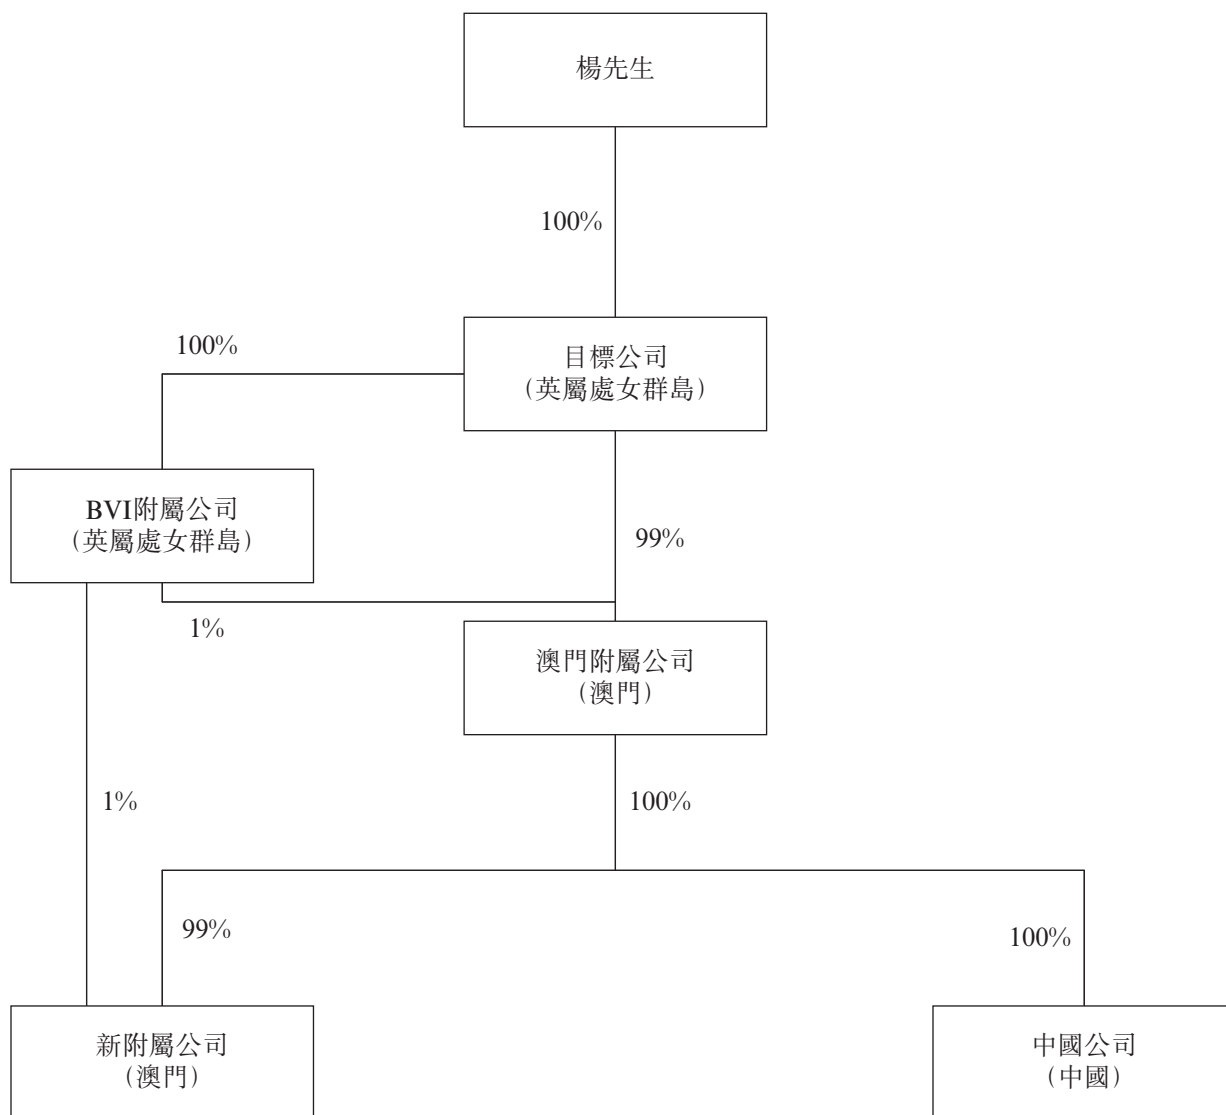 楊先生
100%
100%
目標公司
（英屬處女群島）
BVI附屬公司
（英屬處女群島）
99%
1%
澳門附屬公司
（澳門）
1%
100%
99%
100%
新附屬公司
（澳門）
中國公司
（中國）